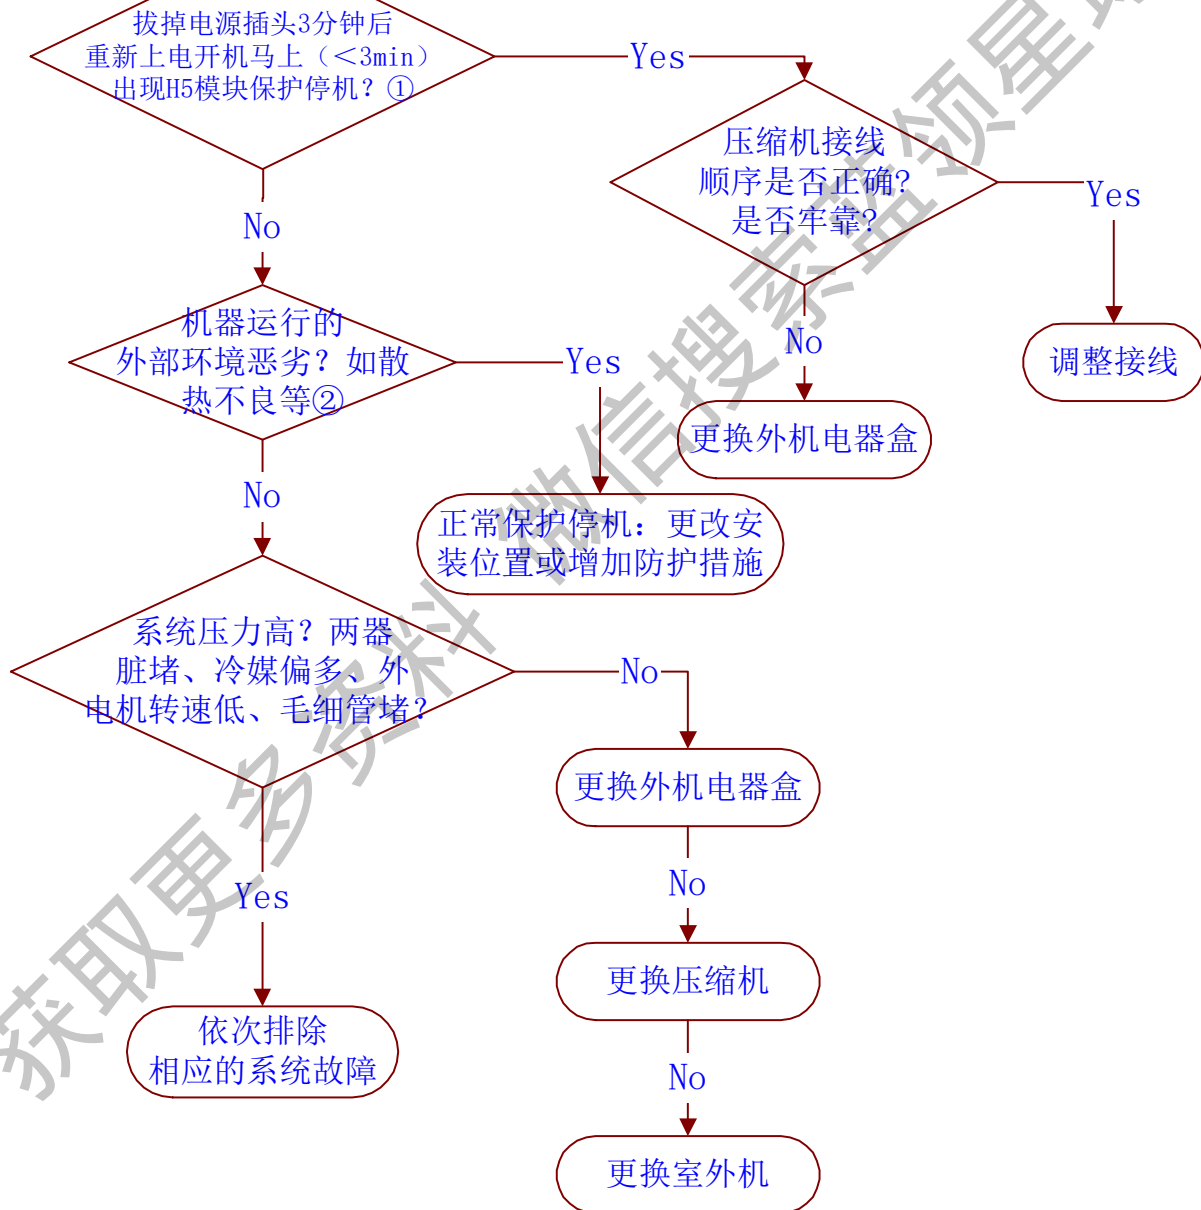 拔掉电源插头3分钟后
重新上电开机马上（＜3min）
出现H5模块保护停机？①
Yes
压缩机接线
顺序是否正确?
是否牢靠?
Yes
No
No
机器运行的
外部环境恶劣？如散
热不良等②
Yes
调整接线
更换外机电器盒
No
正常保护停机：更改安
装位置或增加防护措施
系统压力高？两器
脏堵、冷媒偏多、外
电机转速低、毛细管堵？
No
更换外机电器盒
No
Yes
更换压缩机
依次排除
相应的系统故障
No
更换室外机
获取更多资料 微信搜索蓝领星球